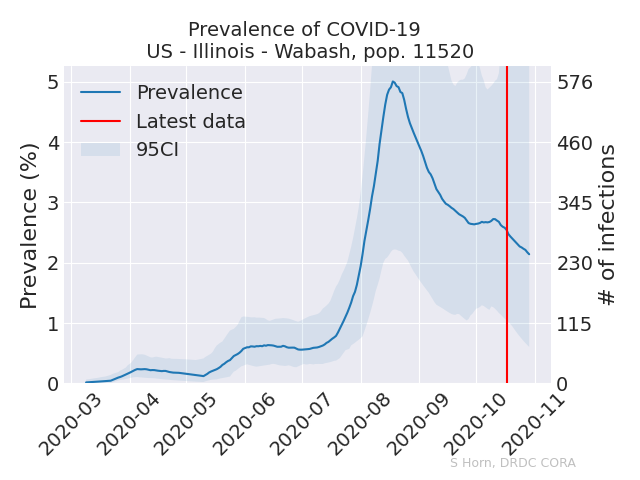 Prevalence of COVID-19
US - Illinois - Wabash, pop. 11520
Prevalence (%)
5
4
3
2
1
0
Prevalence
Latest data
95CI
576
460
345
230
115
0
# of infections
2020-03
2020-04
2020-05
2020-06
2020-07
2020-08
2020-09
2020-10
2020-11
S Horn, DRDC CORA